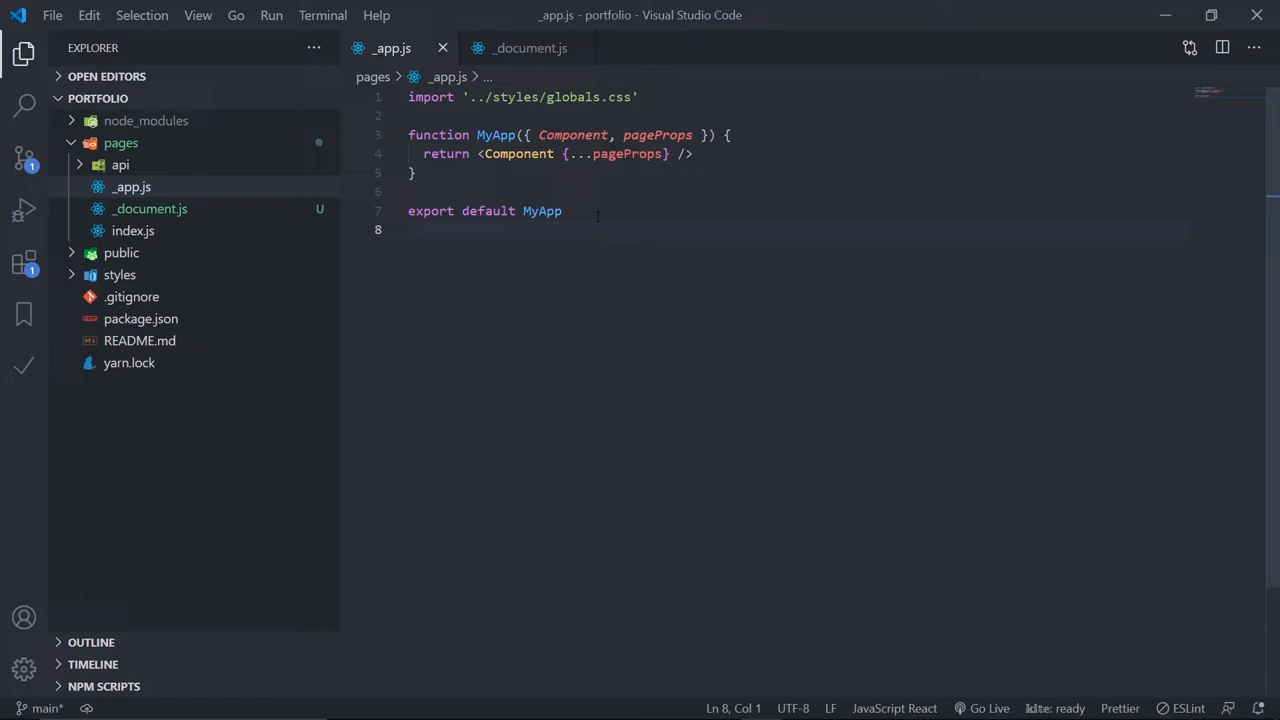 File Edit Selection View Go Run Terminal Help
_app.js - portfolio - Visual Studio Code
EXPLORER
OPEN EDITORS
PORTFOLIO
node_modules
pages
api
_app.js
_document.js U
index.js
public
styles
.gitignore
package.json
README.md
yarn.lock
OUTLINE
TIMELINE
NPM SCRIPTS
1
1
_app.js
_document.js
pages > _app.js > ...
1 import '../styles/globals.css'
2
3 function MyApp({ Component, pageProps }) {
4 return <Component {...pageProps} />
5 }
6
7 export default MyApp
8
main*
Ln 8, Col 1 UTF-8 LF JavaScript React Go Live kite: ready Prettier ESLint